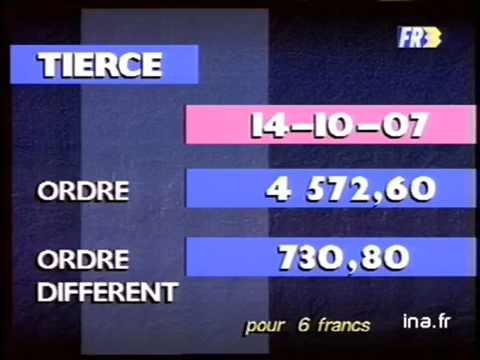 FR3
TIERCE
14-10-07
ORDRE 4 572,60
ORDRE 730,80
DIFFERENT
pour 6 francs
ina.fr